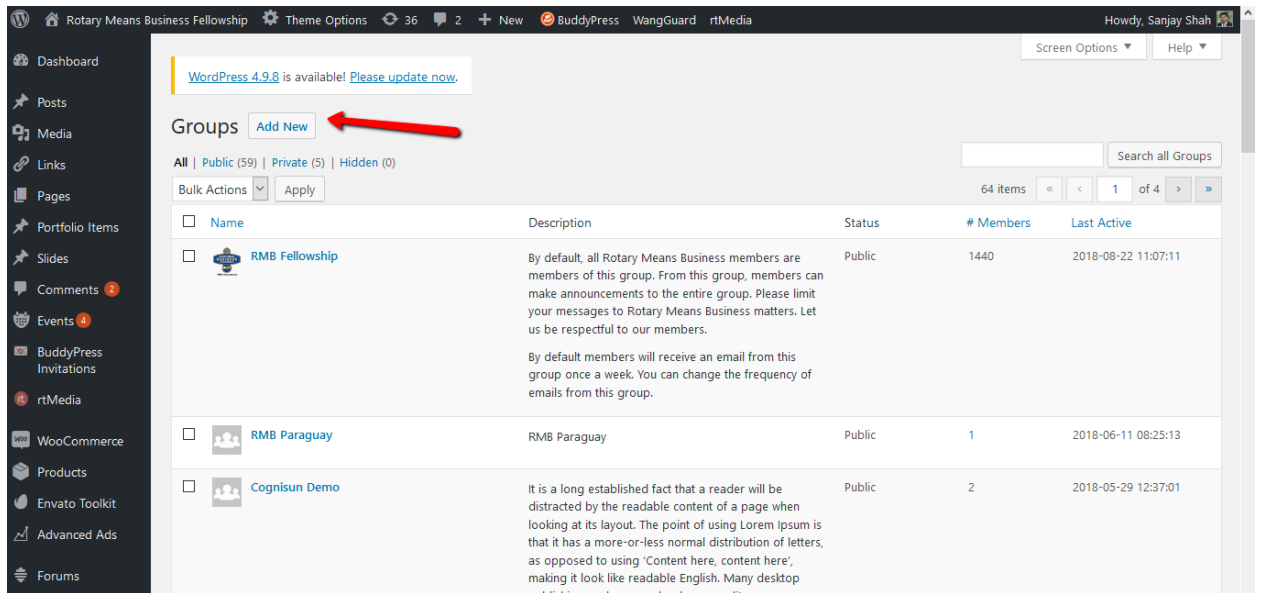 Rotary Means Business Fellowship Theme Options 36 2 + New BuddyPress WangGuard rtMedia Howdy, Sanjay Shah
Screen Options ▼ Help ▼
Dashboard
Posts
Media
Links
Pages
Portfolio Items
Slides
Comments 2
Events 4
BuddyPress
Invitations
rt rtMedia
Woo WooCommerce
Products
Envato Toolkit
Advanced Ads
Forums
WordPress 4.9.8 is available! Please update now.
Groups Add New
All | Public (59) | Private (5) | Hidden (0)
Search all Groups
Bulk Actions Apply
64 items « ‹ 1 of 4 › »
Name Description Status # Members Last Active
RMB Fellowship
By default, all Rotary Means Business members are
members of this group. From this group, members can
make announcements to the entire group. Please limit
your messages to Rotary Means Business matters. Let
us be respectful to our members.
By default members will receive an email from this
group once a week. You can change the frequency of
emails from this group.
Public 1440 2018-08-22 11:07:11
RMB Paraguay RMB Paraguay Public 1 2018-06-11 08:25:13
Cognisun Demo
It is a long established fact that a reader will be
distracted by the readable content of a page when
looking at its layout. The point of using Lorem Ipsum is
that it has a more-or-less normal distribution of letters,
as opposed to using 'Content here, content here',
making it look like readable English. Many desktop
Public 2 2018-05-29 12:37:01